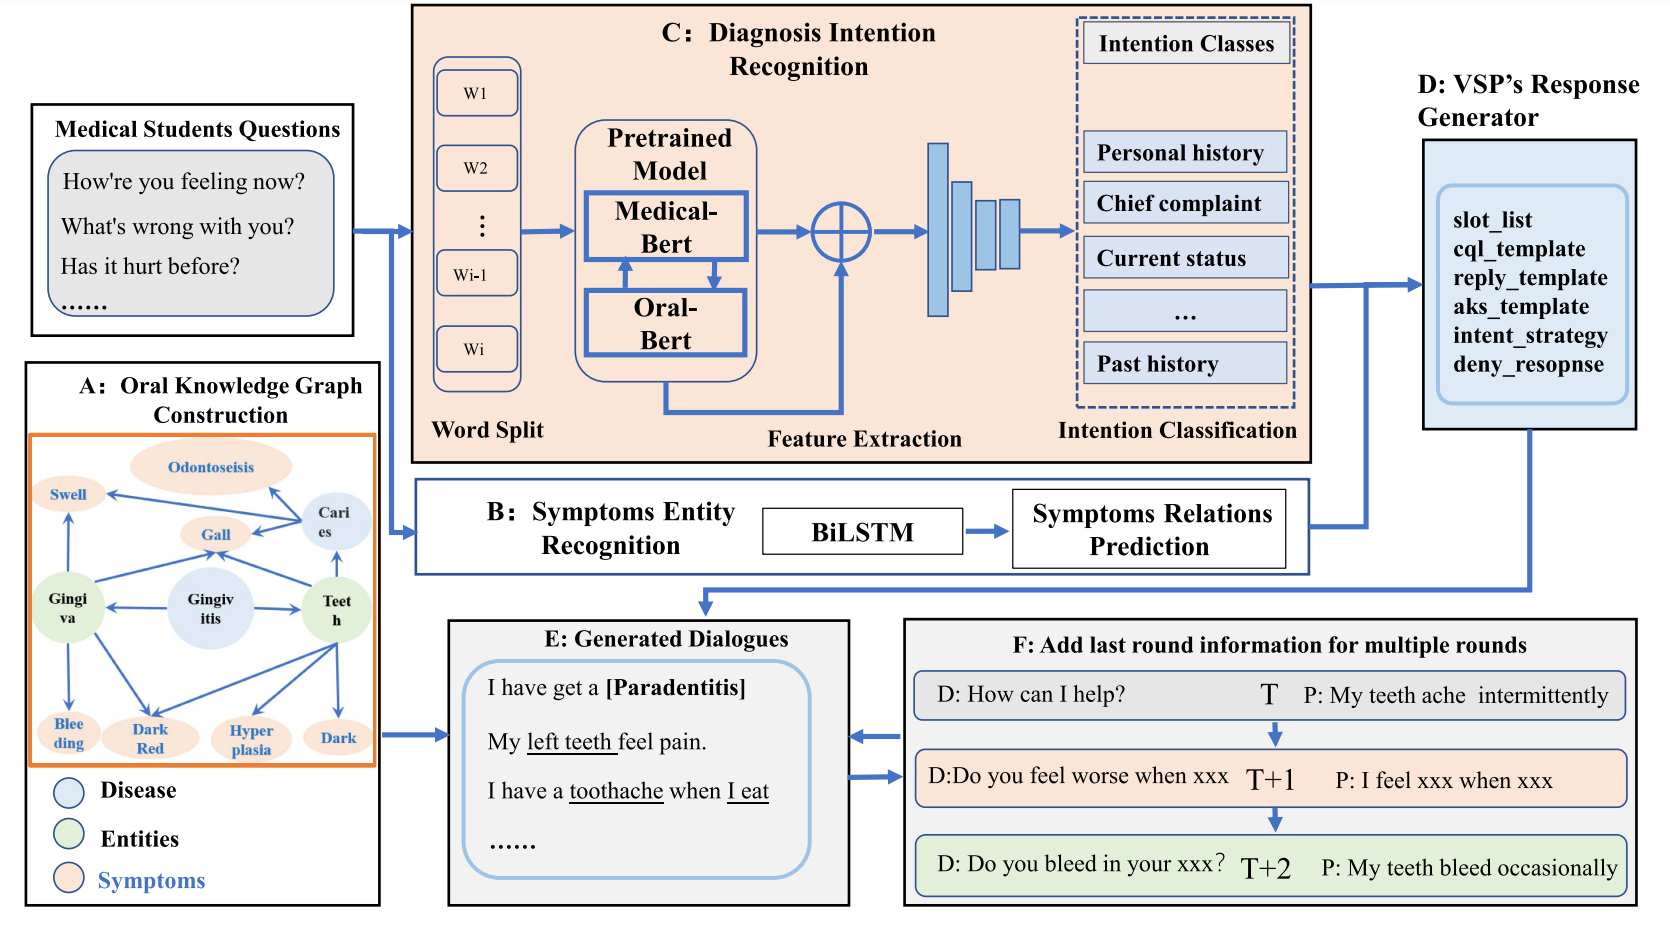 Medical Students Questions
How're you feeling now?
What's wrong with you?
Has it hurt before?
......
A: Oral Knowledge Graph
Construction
Odontoseisis
Swell
Cari
es
Gall
Gingi
va
Gingiv
itis
Teet
h
Blee
ding
Dark
Red
Hyper
plasia
Dark
Disease
Entities
Symptoms
C: Diagnosis Intention
Recognition
W1
W2
⋮
Wi-1
Wi
Word Split
Pretrained
Model
Medical-
Bert
Oral-
Bert
Feature Extraction
Intention Classes
Personal history
Chief complaint
Current status
...
Past history
Intention Classification
B: Symptoms Entity
Recognition
BiLSTM
Symptoms Relations
Prediction
D: VSP's Response
Generator
slot_list
cql_template
reply_template
aks_template
intent_strategy
deny_resopnse
E: Generated Dialogues
I have get a [Paradentitis]
My left teeth feel pain.
I have a toothache when I eat
......
F: Add last round information for multiple rounds
D: How can I help? T P: My teeth ache intermittently
D:Do you feel worse when xxx T+1 P: I feel xxx when xxx
D: Do you bleed in your xxx? T+2 P: My teeth bleed occasionally